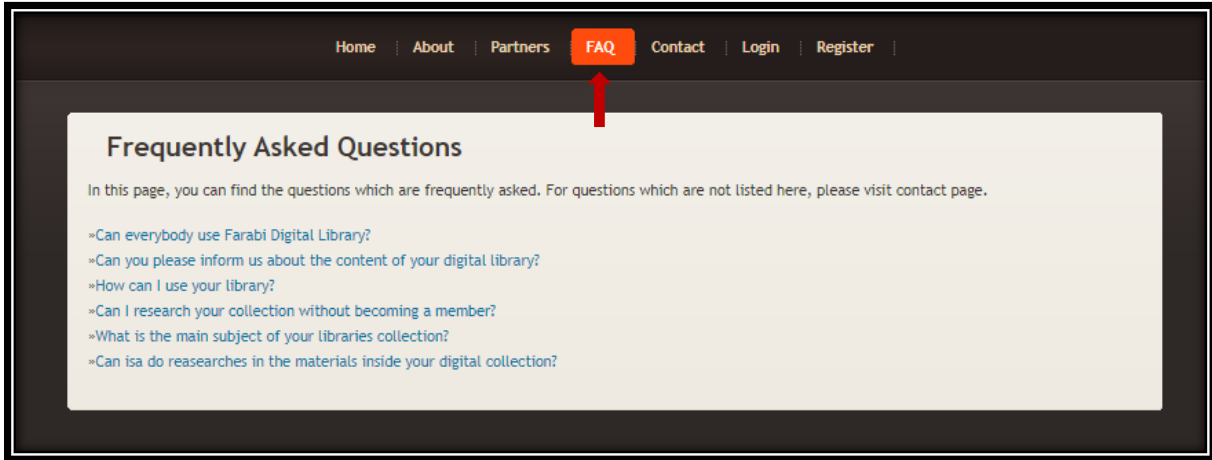 Home About Partners FAQ Contact Login Register
Frequently Asked Questions
In this page, you can find the questions which are frequently asked. For questions which are not listed here, please visit contact page.
»Can everybody use Farabi Digital Library?
»Can you please inform us about the content of your digital library?
»How can I use your library?
»Can I research your collection without becoming a member?
»What is the main subject of your libraries collection?
»Can isa do reasearches in the materials inside your digital collection?